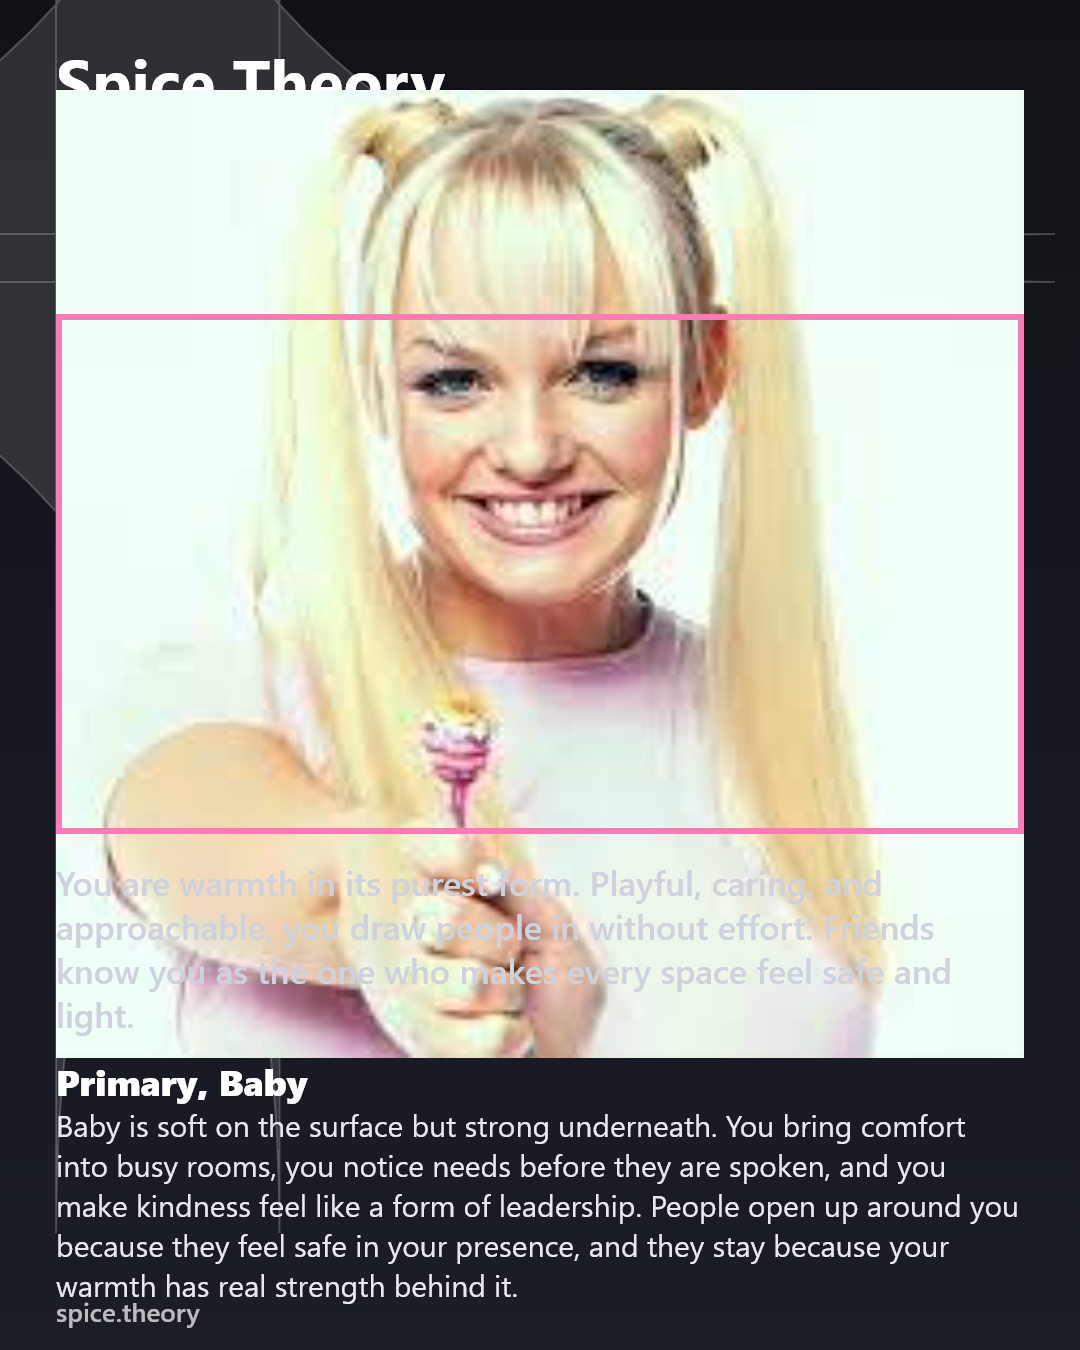 Spice Theory
You are warmth in its purest form. Playful, caring, and
approachable, you draw people in without effort. Friends
know you as the one who makes every space feel safe and
light.
Primary, Baby
Baby is soft on the surface but strong underneath. You bring comfort
into busy rooms, you notice needs before they are spoken, and you
make kindness feel like a form of leadership. People open up around you
because they feel safe in your presence, and they stay because your
warmth has real strength behind it.
spice.theory